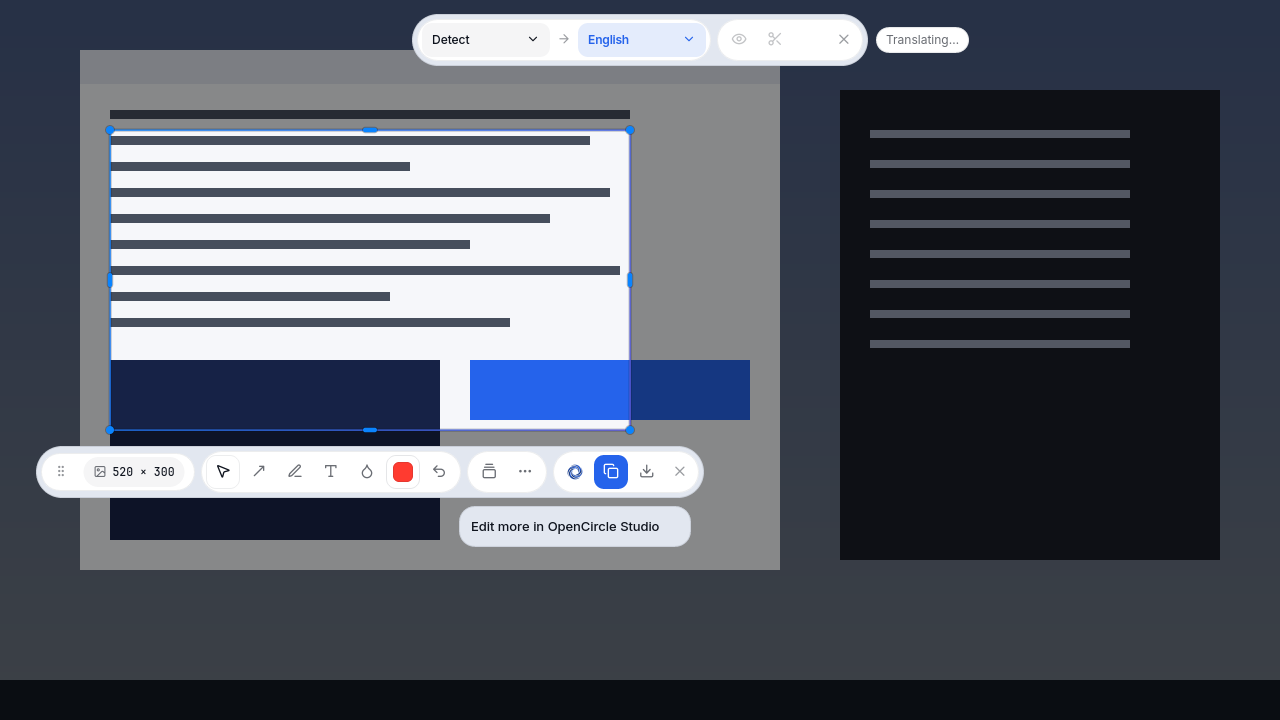 Detect
English
Translating...
520 × 300
Edit more in OpenCircle Studio